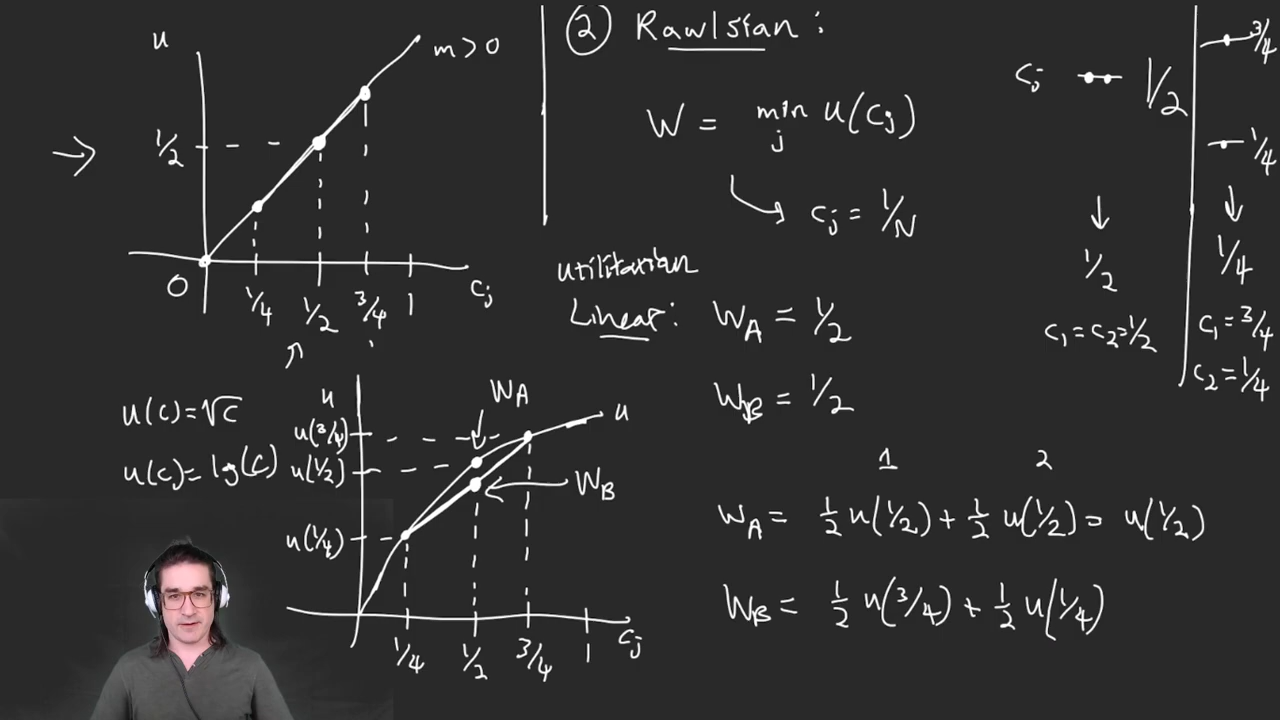 u
m > 0
1/2
0
1/4 1/2 3/4 1 cj
② Rawlsian :
W = min u(cj)
j
cj = 1/N
cj 1/2
1/2
c1 = c2 = 1/2
3/4
1/4
1/4
c1 = 3/4
c2 = 1/4
utilitarian
Linear : WA = 1/2
WB = 1/2
1 2
WA = 1/2 u(1/2) + 1/2 u(1/2) = u(1/2)
WB = 1/2 u(3/4) + 1/2 u(1/4)
u(c) = √c
u(c) = log(c)
u
u(3/4)
u(1/2)
u(1/4)
WA
u
WB
1/4 1/2 3/4 1 cj